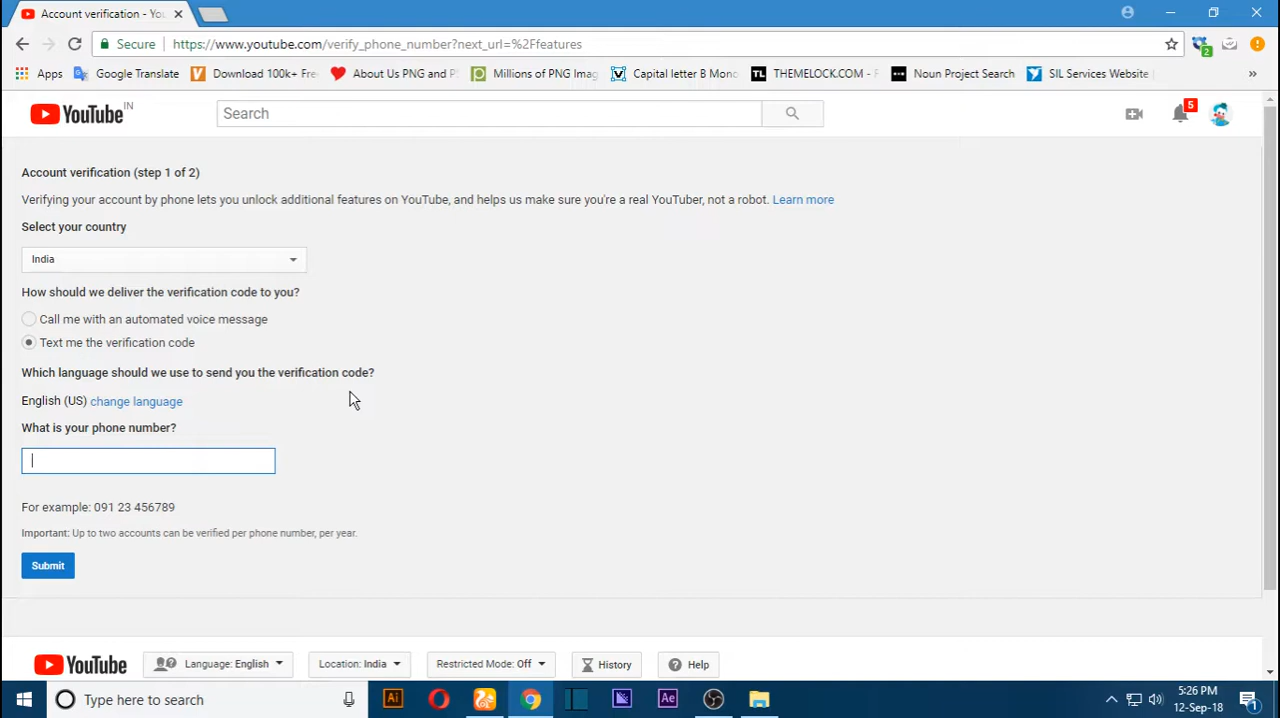 Account verification - You
Secure https://www.youtube.com/verify_phone_number?next_url=%2Ffeatures
2
Apps Google Translate Download 100k+ Fre About Us PNG and Millions of PNG Imag Capital letter B Mono TL THEMELOCK.COM - Noun Project Search SIL Services Website »
YouTube IN Search 5
Account verification (step 1 of 2)
Verifying your account by phone lets you unlock additional features on YouTube, and helps us make sure you're a real YouTuber, not a robot. Learn more
Select your country
India
How should we deliver the verification code to you?
Call me with an automated voice message
Text me the verification code
Which language should we use to send you the verification code?
English (US) change language
What is your phone number?
For example: 091 23 456789
Important: Up to two accounts can be verified per phone number, per year.
Submit
YouTube Language: English Location: India Restricted Mode: Off History Help
Type here to search Ai Ae 5:26 PM
12-Sep-18 1